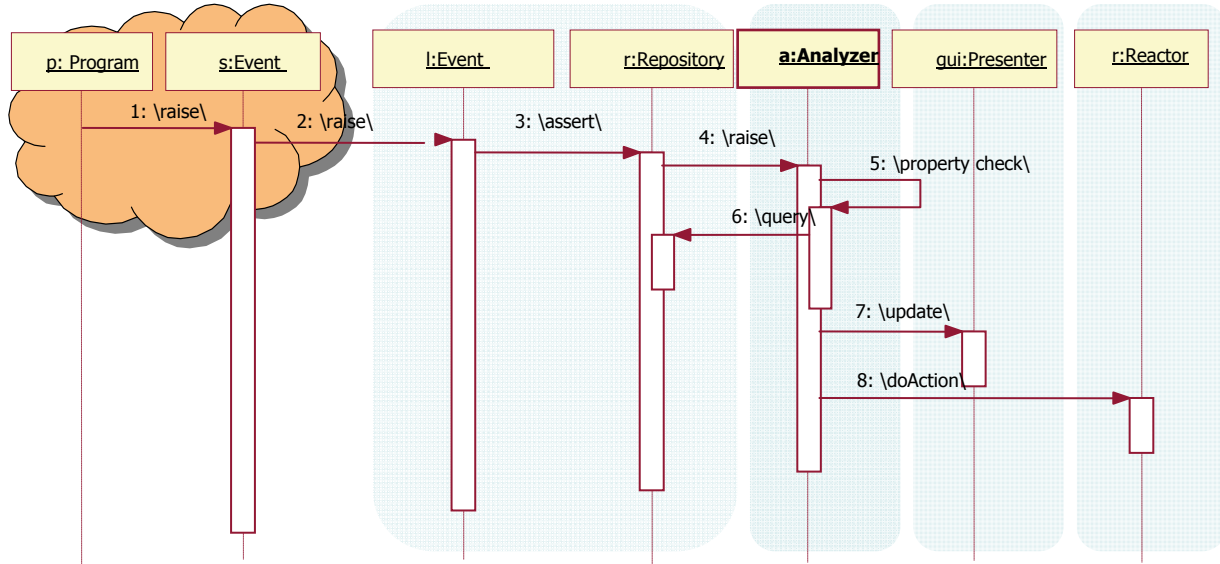 p: Program
s:Event
l:Event
r:Repository
a:Analyzer
gui:Presenter
r:Reactor
1: \raise\
2: \raise\
3: \assert\
4: \raise\
5: \property check\
6: \query\
7: \update\
8: \doAction\